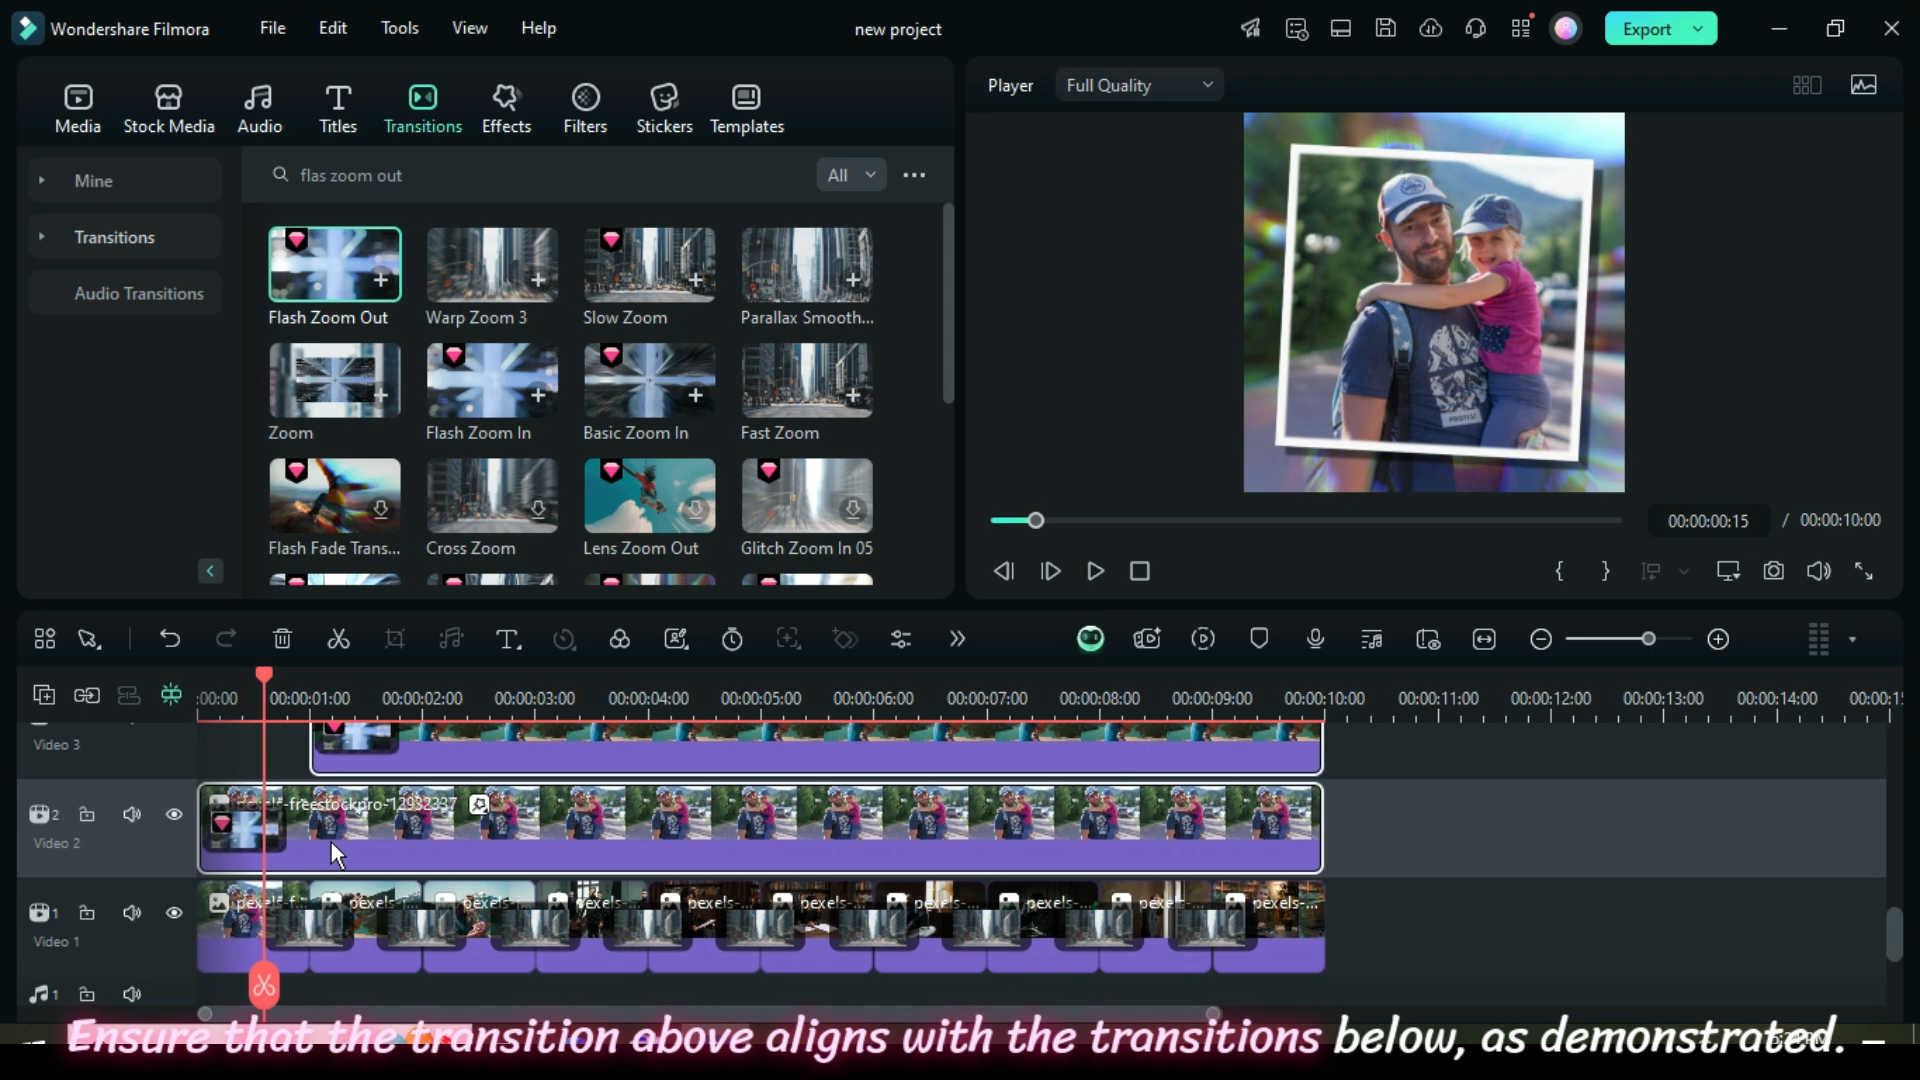 Wondershare Filmora
File
Edit
Tools
View
Help
new project
Export
Media
Stock Media
Audio
Titles
Transitions
Effects
Filters
Stickers
Templates
Player
Full Quality
Mine
Transitions
Audio Transitions
flas zoom out
All
Flash Zoom Out
Warp Zoom 3
Slow Zoom
Parallax Smooth...
Zoom
Flash Zoom In
Basic Zoom In
Fast Zoom
Flash Fade Trans...
Cross Zoom
Lens Zoom Out
Glitch Zoom In 05
00:00:00:15 / 00:00:10:00
:00:00
00:00:01:00
00:00:02:00
00:00:03:00
00:00:04:00
00:00:05:00
00:00:06:00
00:00:07:00
00:00:08:00
00:00:09:00
00:00:10:00
00:00:11:00
00:00:12:00
00:00:13:00
00:00:14:00
Video 3
2
Video 2
1
Video 1
1
Ensure that the transition above aligns with the transitions below, as demonstrated.